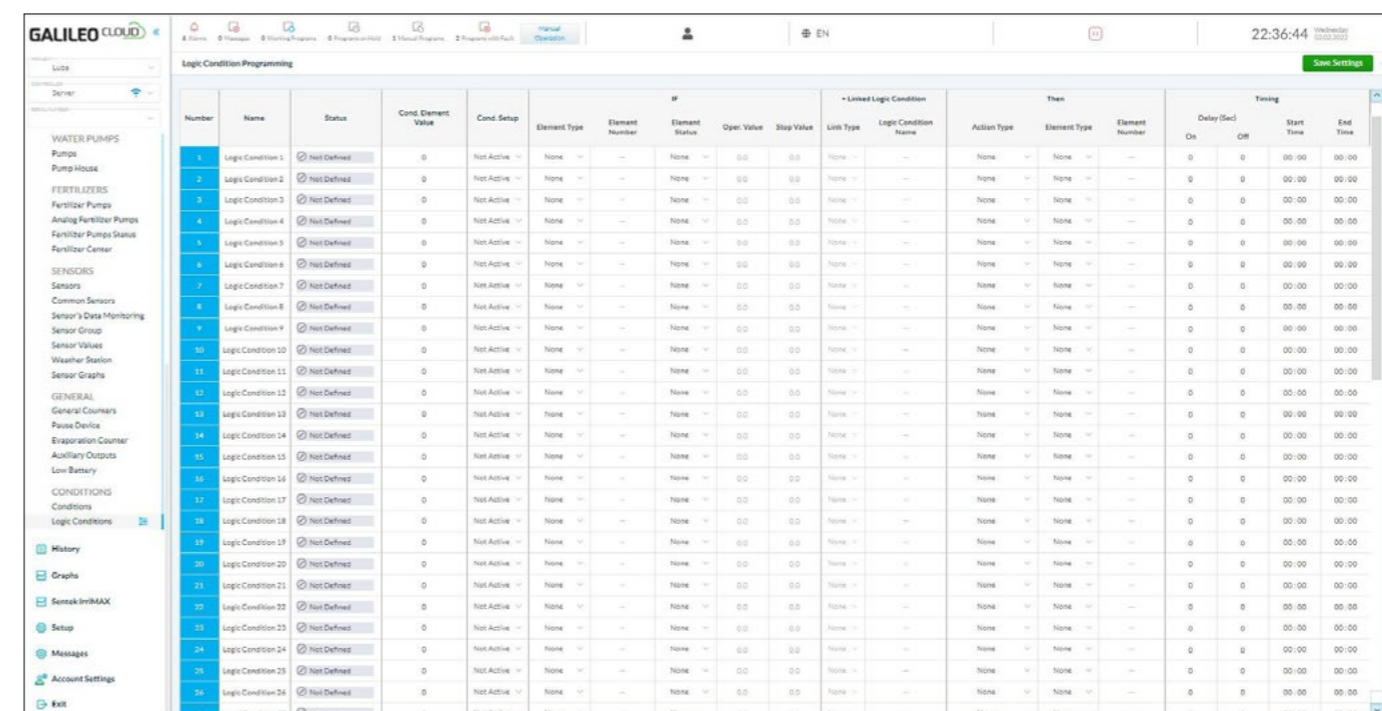 GALILEO CLOUD «
Manual
Operation
EN
22:36:44 Wednesday
02.02.2022
Luba
Server
WATER PUMPS
Pumps
Pump House
FERTILIZERS
Fertilizer Pumps
Analog Fertilizer Pumps
Fertilizer Pumps Status
Fertilizer Center
SENSORS
Sensors
Common Sensors
Sensor's Data Monitoring
Sensor Group
Sensor Values
Weather Station
Sensor Graphs
GENERAL
General Counters
Pause Device
Evaporation Counter
Auxiliary Outputs
Low Battery
CONDITIONS
Conditions
Logic Conditions
History
Graphs
Sentek IrriMAX
Setup
Messages
Account Settings
Exit
Logic Condition Programming Save Settings
IF + Linked Logic Condition Then Timing
Number Name Status Cond. Element Value Cond. Setup Element Type Element Number Element Status Oper. Value Stop Value Link Type Logic Condition Name Action Type Element Type Element Number Delay (Sec) On Off Start Time End Time
1 Logic Condition 1 Not Defined 0 Not Active None — None 0.0 0.0 None — None None — 0 0 00:00 00:00
2 Logic Condition 2 Not Defined 0 Not Active None — None 0.0 0.0 None — None None — 0 0 00:00 00:00
3 Logic Condition 3 Not Defined 0 Not Active None — None 0.0 0.0 None — None None — 0 0 00:00 00:00
4 Logic Condition 4 Not Defined 0 Not Active None — None 0.0 0.0 None — None None — 0 0 00:00 00:00
5 Logic Condition 5 Not Defined 0 Not Active None — None 0.0 0.0 None — None None — 0 0 00:00 00:00
6 Logic Condition 6 Not Defined 0 Not Active None — None 0.0 0.0 None — None None — 0 0 00:00 00:00
7 Logic Condition 7 Not Defined 0 Not Active None — None 0.0 0.0 None — None None — 0 0 00:00 00:00
8 Logic Condition 8 Not Defined 0 Not Active None — None 0.0 0.0 None — None None — 0 0 00:00 00:00
9 Logic Condition 9 Not Defined 0 Not Active None — None 0.0 0.0 None — None None — 0 0 00:00 00:00
10 Logic Condition 10 Not Defined 0 Not Active None — None 0.0 0.0 None — None None — 0 0 00:00 00:00
11 Logic Condition 11 Not Defined 0 Not Active None — None 0.0 0.0 None — None None — 0 0 00:00 00:00
12 Logic Condition 12 Not Defined 0 Not Active None — None 0.0 0.0 None — None None — 0 0 00:00 00:00
13 Logic Condition 13 Not Defined 0 Not Active None — None 0.0 0.0 None — None None — 0 0 00:00 00:00
14 Logic Condition 14 Not Defined 0 Not Active None — None 0.0 0.0 None — None None — 0 0 00:00 00:00
15 Logic Condition 15 Not Defined 0 Not Active None — None 0.0 0.0 None — None None — 0 0 00:00 00:00
16 Logic Condition 16 Not Defined 0 Not Active None — None 0.0 0.0 None — None None — 0 0 00:00 00:00
17 Logic Condition 17 Not Defined 0 Not Active None — None 0.0 0.0 None — None None — 0 0 00:00 00:00
18 Logic Condition 18 Not Defined 0 Not Active None — None 0.0 0.0 None — None None — 0 0 00:00 00:00
19 Logic Condition 19 Not Defined 0 Not Active None — None 0.0 0.0 None — None None — 0 0 00:00 00:00
20 Logic Condition 20 Not Defined 0 Not Active None — None 0.0 0.0 None — None None — 0 0 00:00 00:00
21 Logic Condition 21 Not Defined 0 Not Active None — None 0.0 0.0 None — None None — 0 0 00:00 00:00
22 Logic Condition 22 Not Defined 0 Not Active None — None 0.0 0.0 None — None None — 0 0 00:00 00:00
23 Logic Condition 23 Not Defined 0 Not Active None — None 0.0 0.0 None — None None — 0 0 00:00 00:00
24 Logic Condition 24 Not Defined 0 Not Active None — None 0.0 0.0 None — None None — 0 0 00:00 00:00
25 Logic Condition 25 Not Defined 0 Not Active None — None 0.0 0.0 None — None None — 0 0 00:00 00:00
26 Logic Condition 26 Not Defined 0 Not Active None — None 0.0 0.0 None — None None — 0 0 00:00 00:00